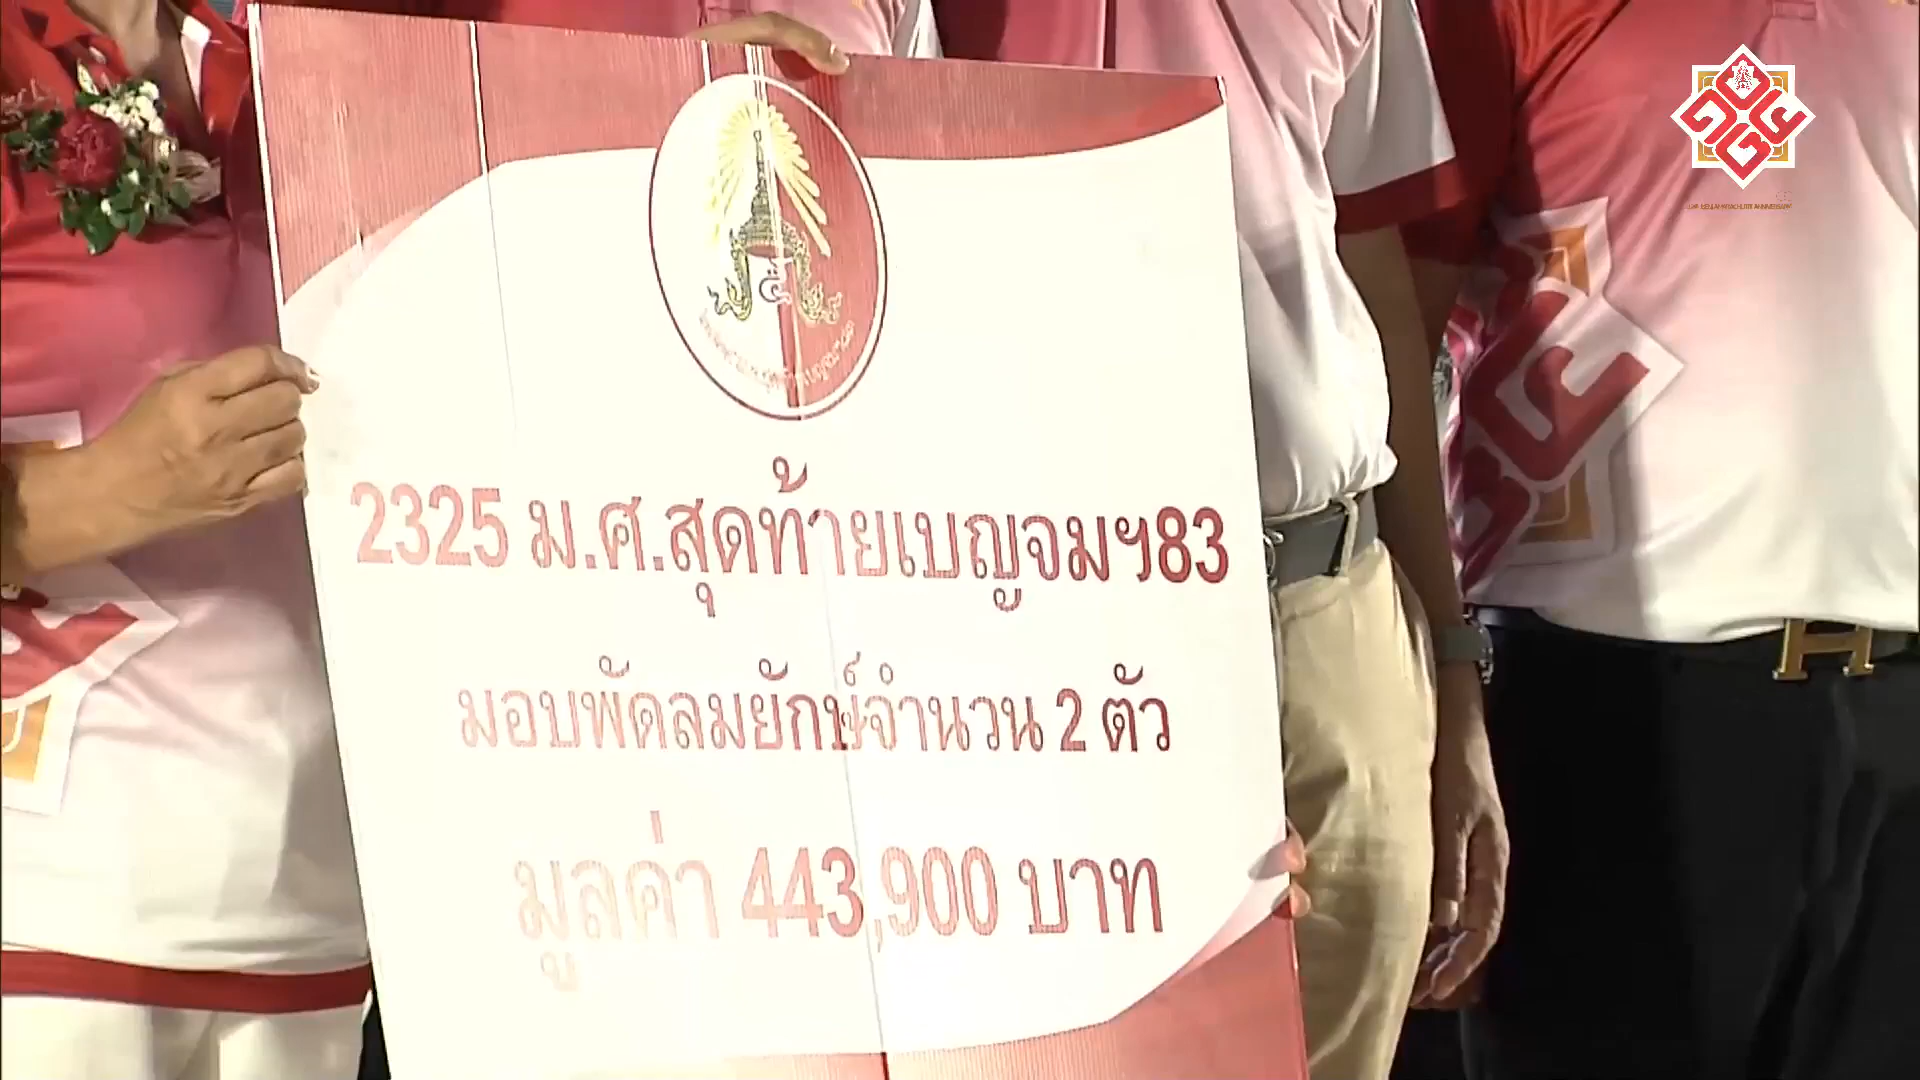 2325 ม.ศ.สุดท้ายเบญจมฯ83
มอบพัดลมยักษ์จำนวน 2 ตัว
มูลค่า 443,900 บาท